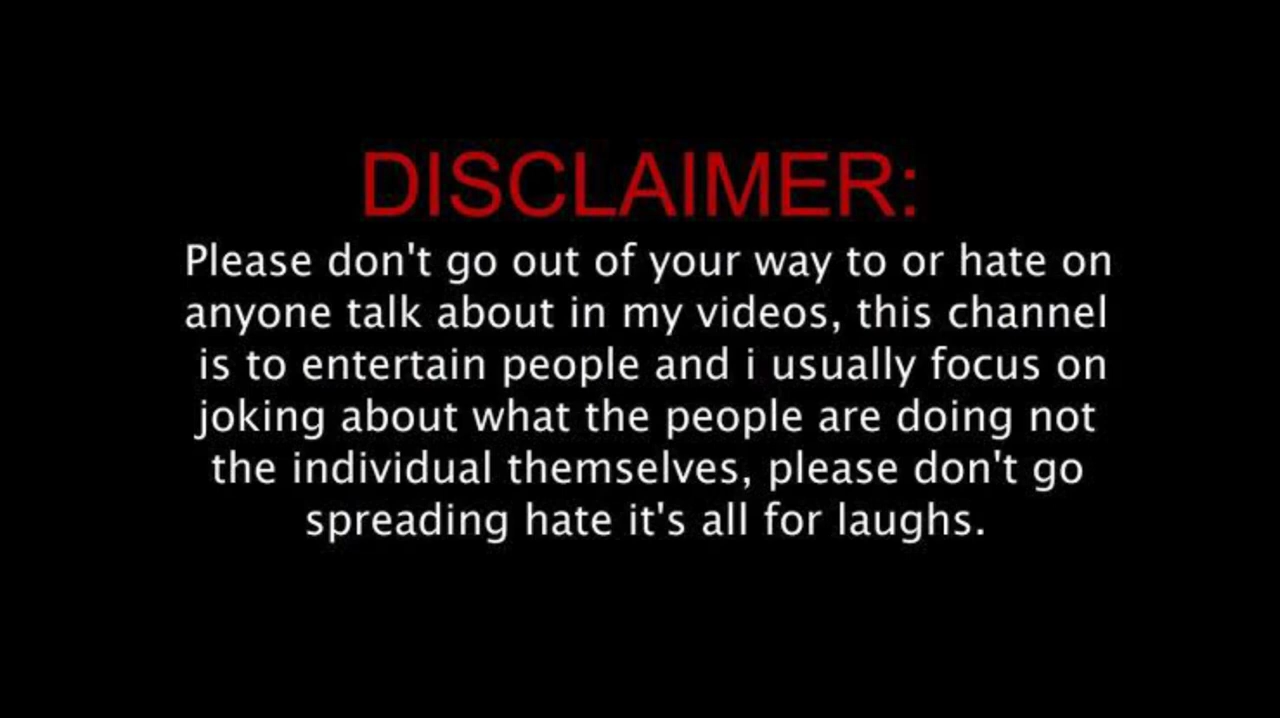 DISCLAIMER:
Please don't go out of your way to or hate on
anyone talk about in my videos, this channel
is to entertain people and i usually focus on
joking about what the people are doing not
the individual themselves, please don't go
spreading hate it's all for laughs.